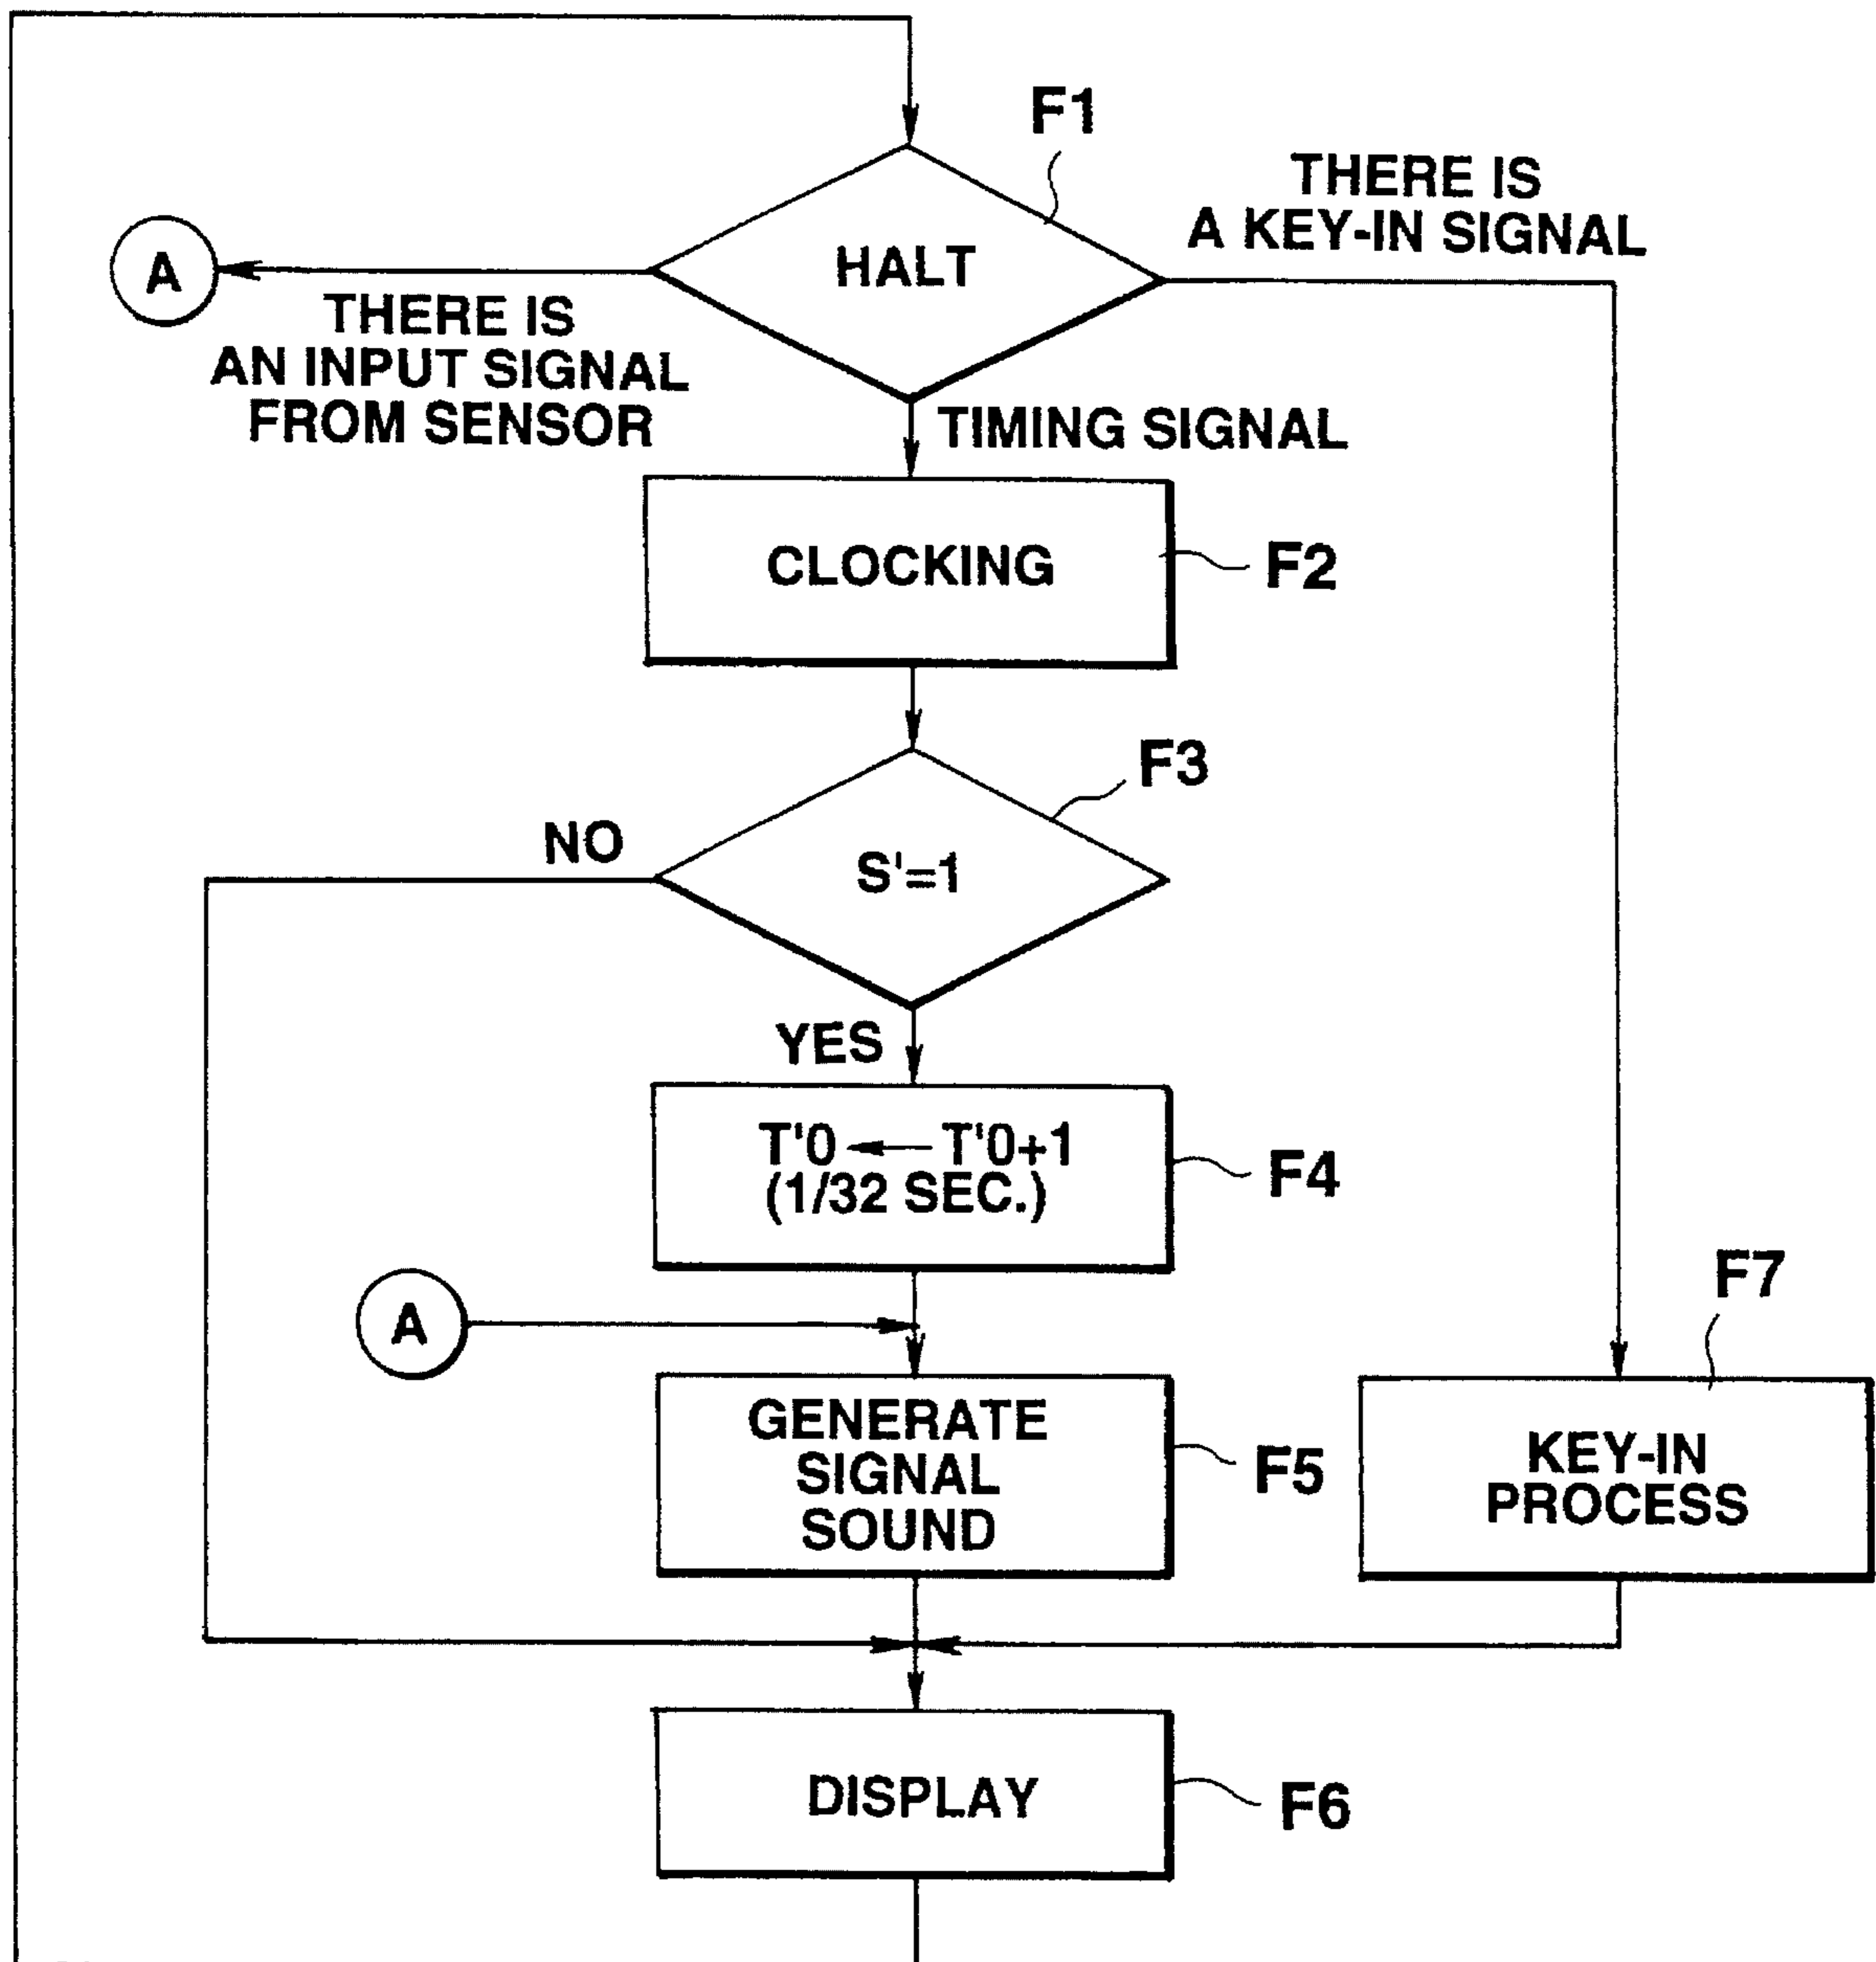 F1
THERE IS
A KEY-IN SIGNAL
HALT
A
THERE IS
AN INPUT SIGNAL
FROM SENSOR
TIMING SIGNAL
CLOCKING
F2
F3
NO
S'=1
YES
T'0 ← T'0+1
(1/32 SEC.)
F4
A
F7
GENERATE
SIGNAL
SOUND
F5
KEY-IN
PROCESS
DISPLAY
F6